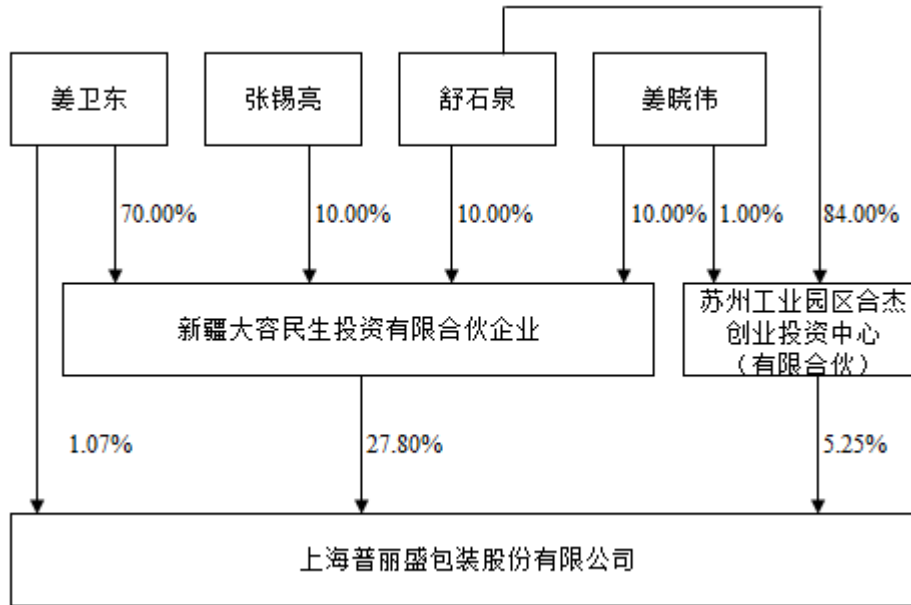 姜卫东
张锡亮
舒石泉
姜晓伟
70.00%
10.00%
10.00%
10.00%
1.00%
84.00%
新疆大容民生投资有限合伙企业
苏州工业园区合杰
创业投资中心
（有限合伙）
1.07%
27.80%
5.25%
上海普丽盛包装股份有限公司